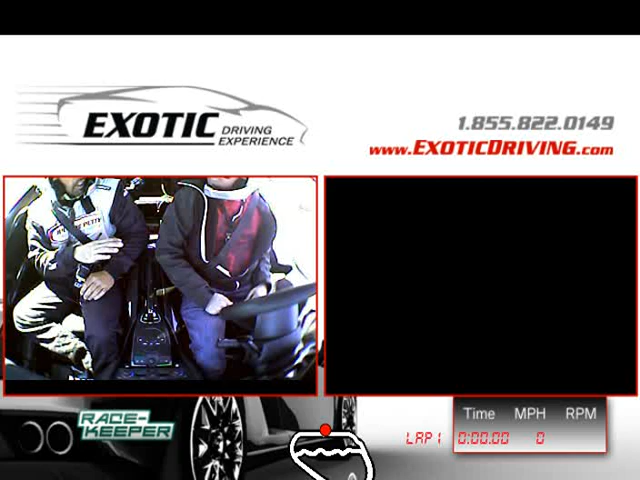 EXOTIC DRIVING
EXPERIENCE
1.855.822.0149
www.EXOTICDRIVING.com
RACE-
KEEPER
Time MPH RPM
LAP 1 0:00.00 0